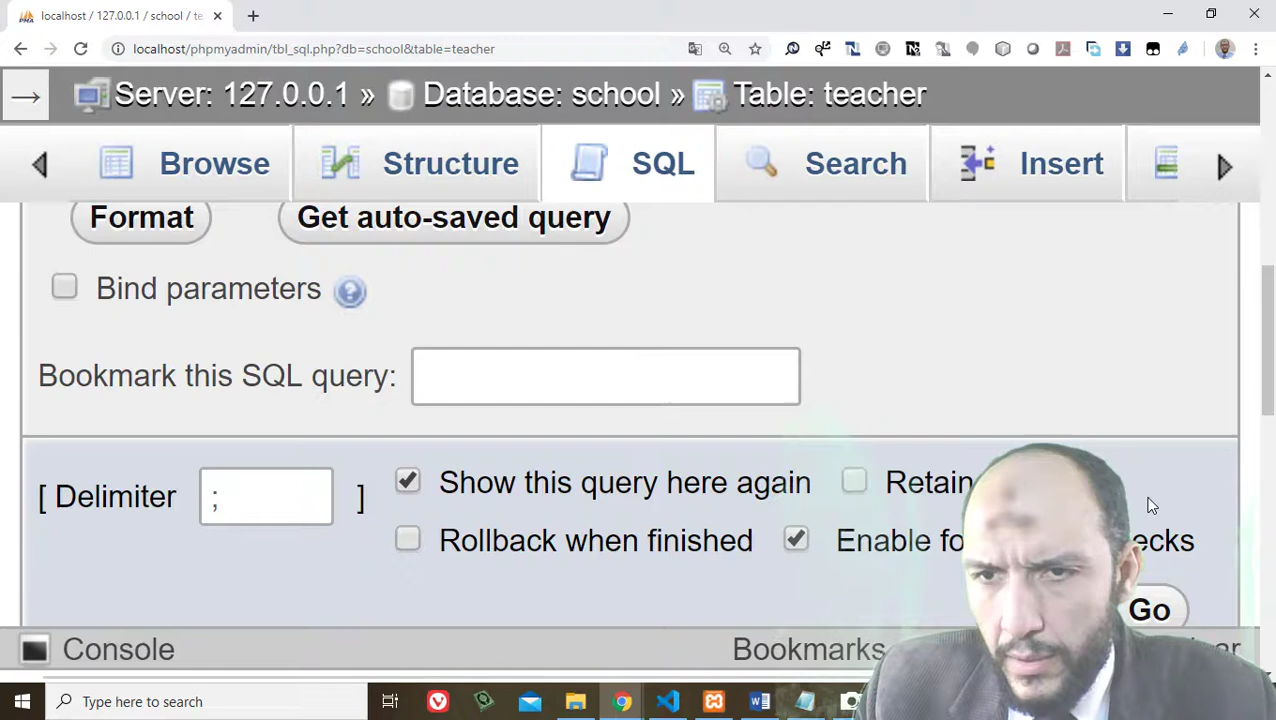 localhost / 127.0.0.1 / school / te
localhost/phpmyadmin/tbl_sql.php?db=school&table=teacher
Server: 127.0.0.1 » Database: school » Table: teacher
Browse Structure SQL Search Insert
Format Get auto-saved query
Bind parameters
Bookmark this SQL query:
[ Delimiter ; ] Show this query here again Retain
Rollback when finished Enable fo ecks
Go
Console Bookmarks
Type here to search